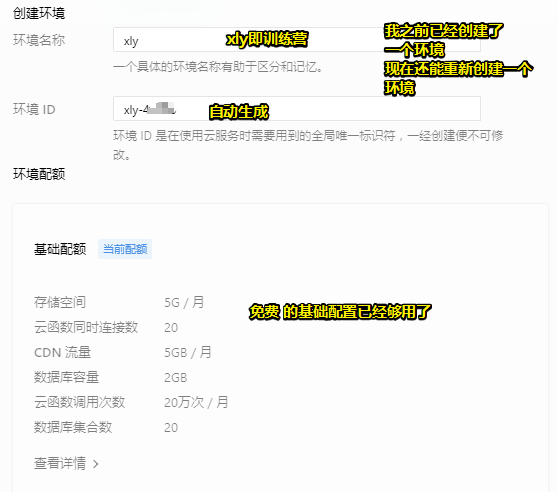 创建环境
环境名称
xly
xly即训练营
我之前已经创建了
一个环境
现在还能重新创建一个
环境
一个具体的环境名称有助于区分和记忆。
环境 ID
xly-4
自动生成
环境 ID 是在使用云服务时需要用到的全局唯一标识符，一经创建便不可修
改。
环境配额
基础配额 当前配额
存储空间 5G / 月
云函数同时连接数 20
免费 的基础配置已经够用了
CDN 流量 5GB / 月
数据库容量 2GB
云函数调用次数 20万次 / 月
数据库集合数 20
查看详情 >